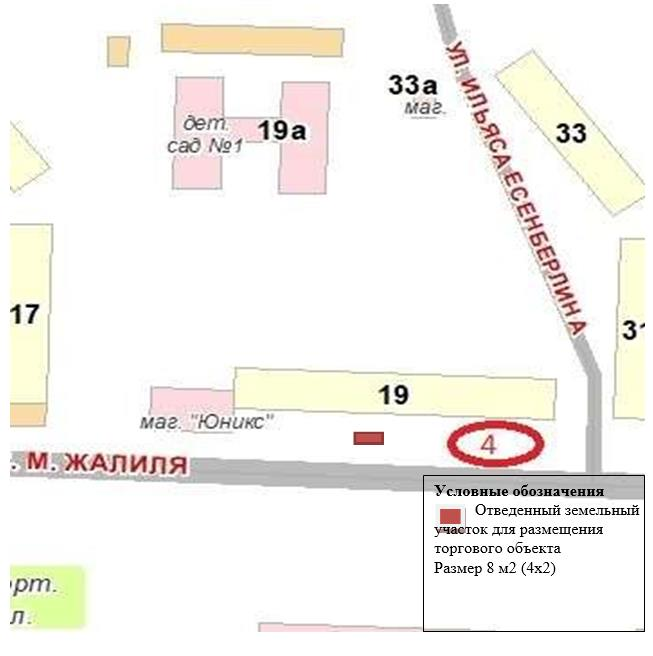 33а
маг.
УЛ. ИЛЬЯСА ЕСЕНБЕРЛИНА
33
дет.
сад №1
19а
17
31
19
маг. "Юникс"
4
. М. ЖАЛИЛЯ
Условные обозначения
Отведенный земельный
участок для размещения
торгового объекта
Размер 8 м2 (4х2)
рт.
л.